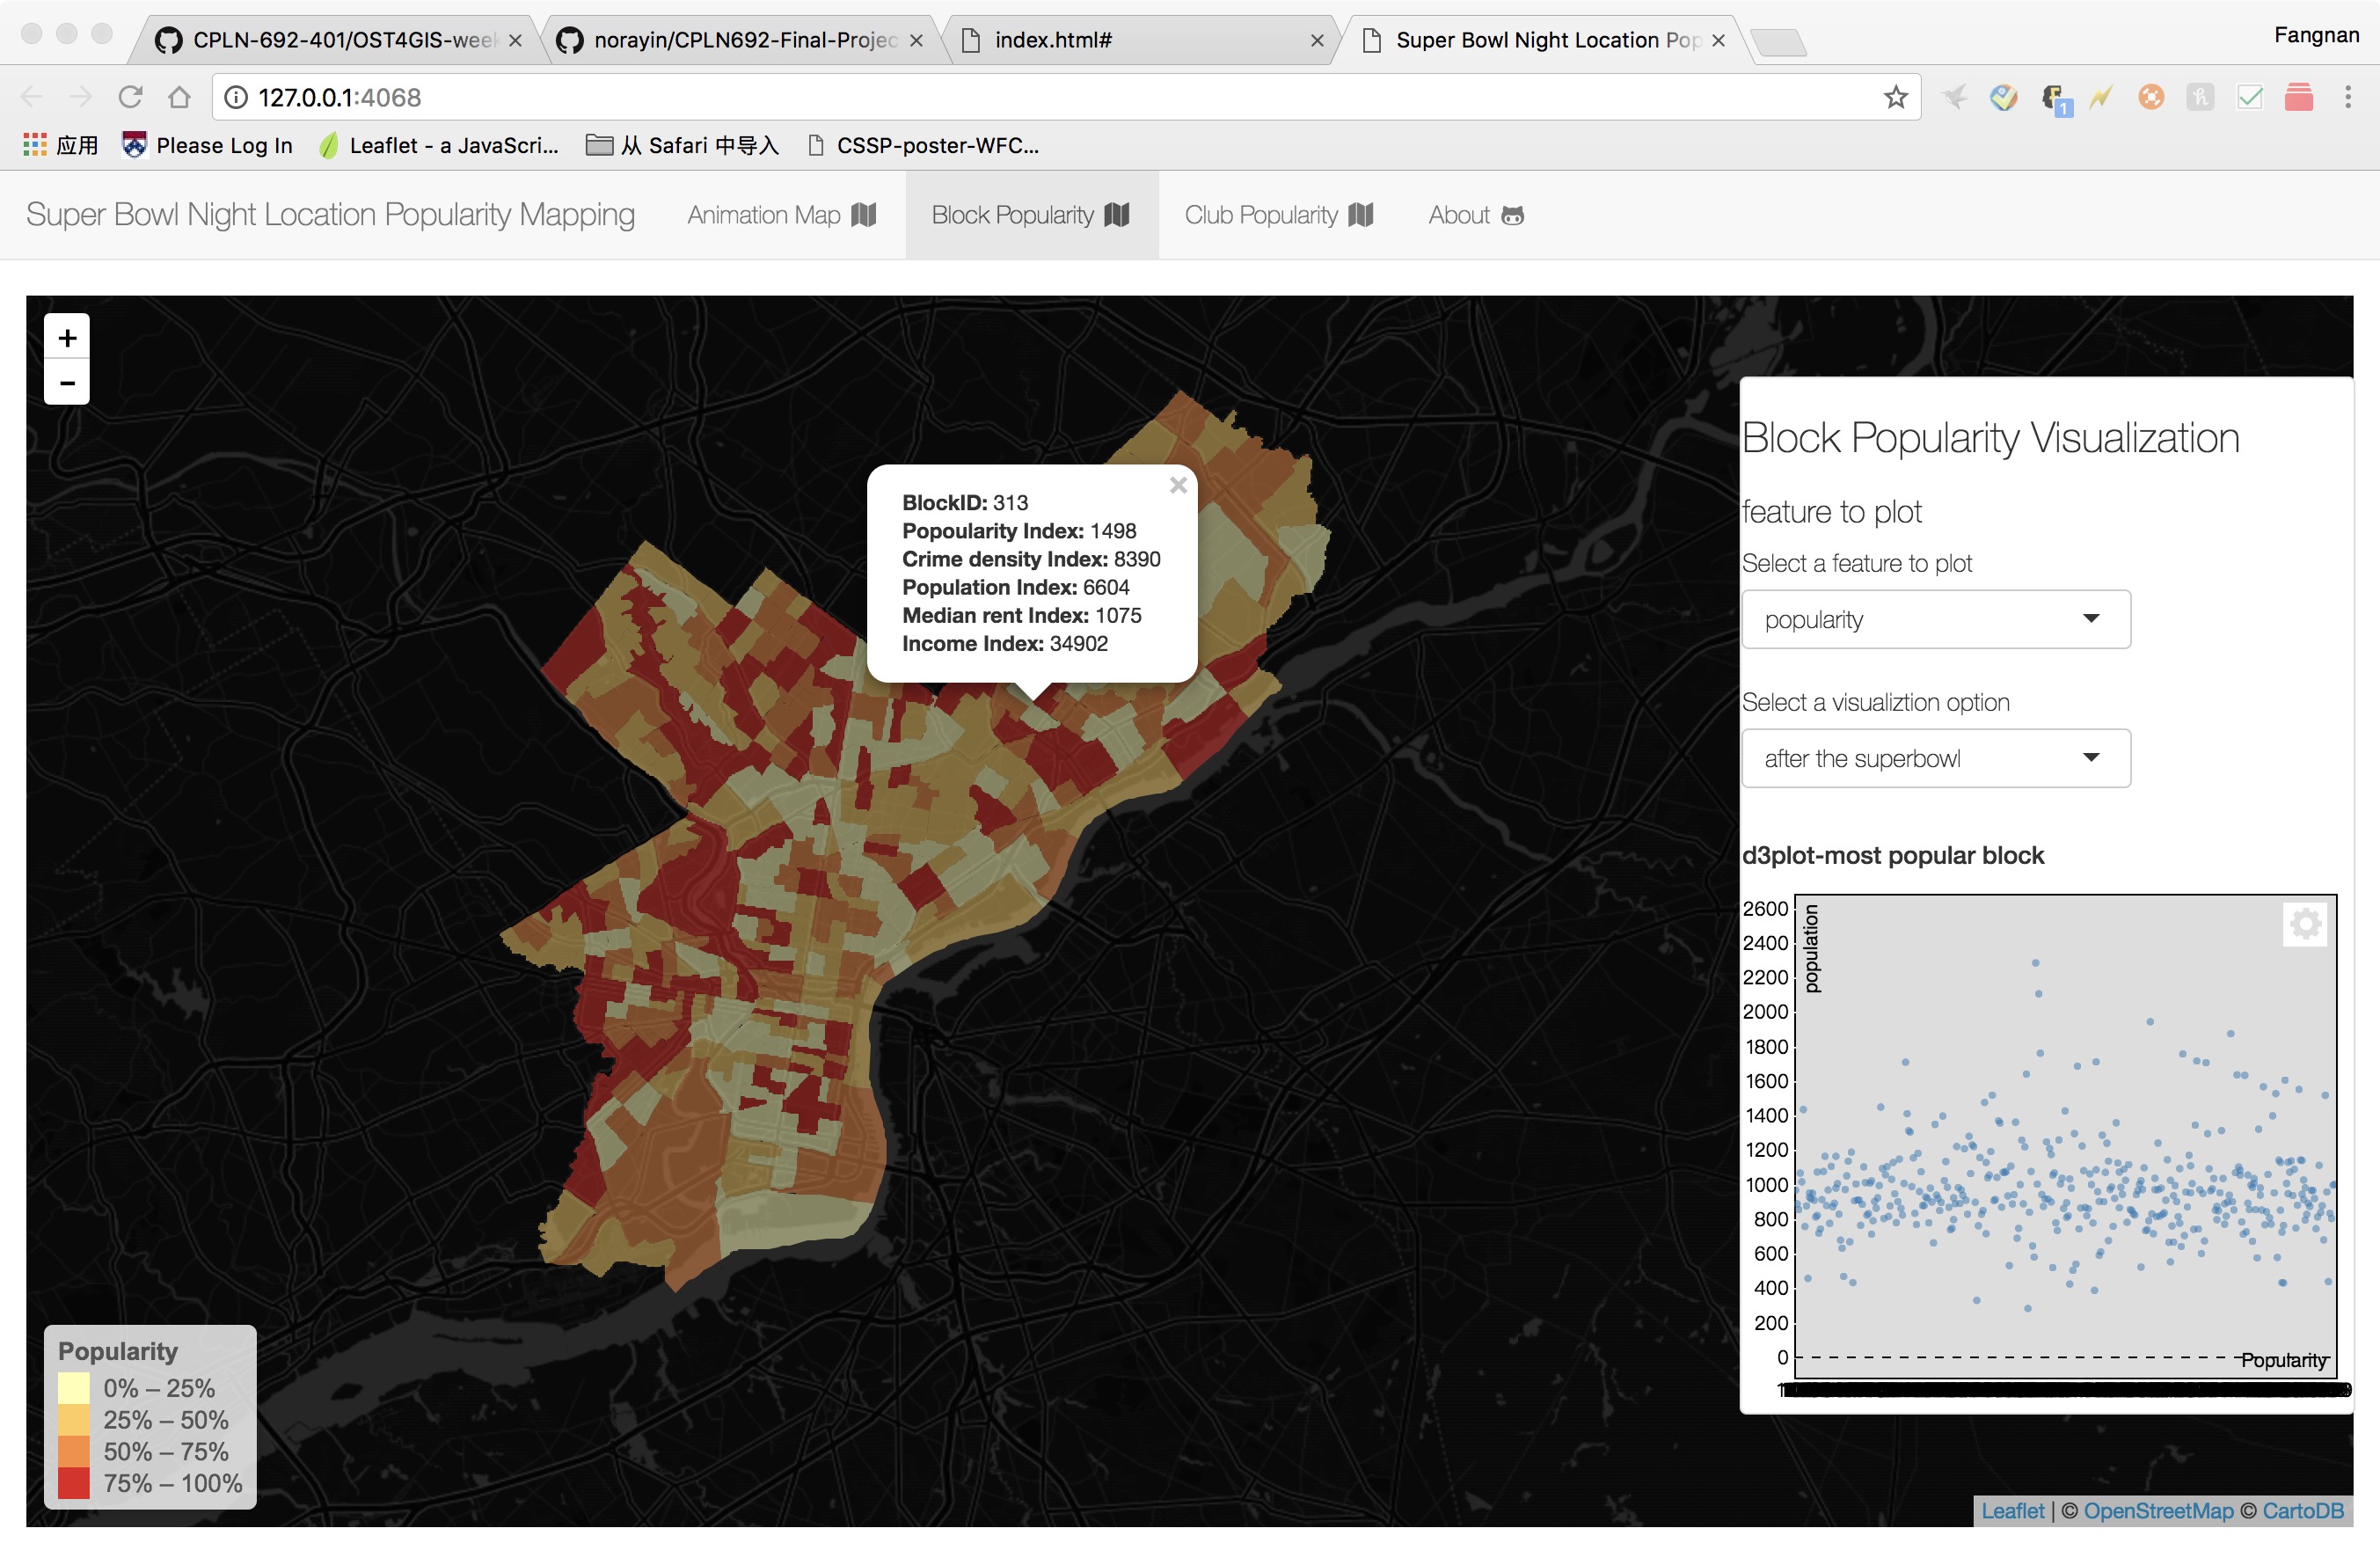 CPLN-692-401/OST4GIS-week
norayin/CPLN692-Final-Projec
index.html#
Super Bowl Night Location Pop
Fangnan
127.0.0.1:4068
1
应用
Please Log In
Leaflet - a JavaScri...
从 Safari 中导入
CSSP-poster-WFC...
Super Bowl Night Location Popularity Mapping
Animation Map
Block Popularity
Club Popularity
About
+
−
BlockID: 313
Popoularity Index: 1498
Crime density Index: 8390
Population Index: 6604
Median rent Index: 1075
Income Index: 34902
Block Popularity Visualization
feature to plot
Select a feature to plot
popularity
Select a visualiztion option
after the superbowl
d3plot-most popular block
population
2600
2400
2200
2000
1800
1600
1400
1200
1000
800
600
400
200
0
Popularity
Popularity
0% – 25%
25% – 50%
50% – 75%
75% – 100%
Leaflet | © OpenStreetMap © CartoDB